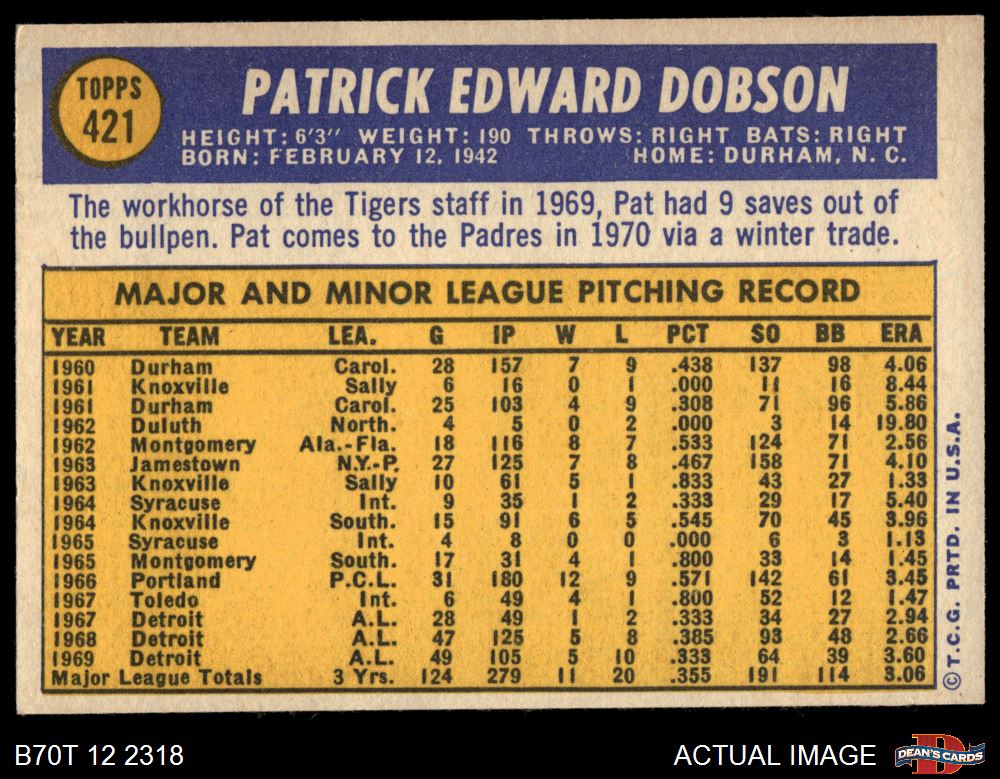 TOPPS
421
PATRICK EDWARD DOBSON
HEIGHT: 6'3" WEIGHT: 190 THROWS: RIGHT BATS: RIGHT
BORN: FEBRUARY 12, 1942 HOME: DURHAM, N. C.
The workhorse of the Tigers staff in 1969, Pat had 9 saves out of
the bullpen. Pat comes to the Padres in 1970 via a winter trade.
MAJOR AND MINOR LEAGUE PITCHING RECORD
YEAR TEAM LEA. G IP W L PCT SO BB ERA
1960 Durham Carol. 28 157 7 9 .438 137 98 4.06
1961 Knoxville Sally 6 16 0 1 .000 11 16 8.44
1961 Durham Carol. 25 103 4 9 .308 71 96 5.86
1962 Duluth North. 4 5 0 2 .000 3 14 19.80
1962 Montgomery Ala.-Fla. 18 116 8 7 .533 124 71 2.56
1963 Jamestown N.Y.-P. 27 125 7 8 .467 158 71 4.10
1963 Knoxville Sally 10 61 5 1 .833 43 27 1.33
1964 Syracuse Int. 9 35 1 2 .333 29 17 5.40
1964 Knoxville South. 15 91 6 5 .545 70 45 3.96
1965 Syracuse Int. 4 8 0 0 .000 6 3 1.13
1965 Montgomery South. 17 31 4 1 .800 33 14 1.45
1966 Portland P.C.L. 31 180 12 9 .571 142 61 3.45
1967 Toledo Int. 6 49 4 1 .800 52 12 1.47
1967 Detroit A.L. 28 49 1 2 .333 34 27 2.94
1968 Detroit A.L. 47 125 5 8 .385 93 48 2.66
1969 Detroit A.L. 49 105 5 10 .333 64 39 3.60
Major League Totals 3 Yrs. 124 279 11 20 .355 191 114 3.06
© T.C.G. PRTD. IN U.S.A.
B70T 12 2318
ACTUAL IMAGE
DEAN'S CARDS